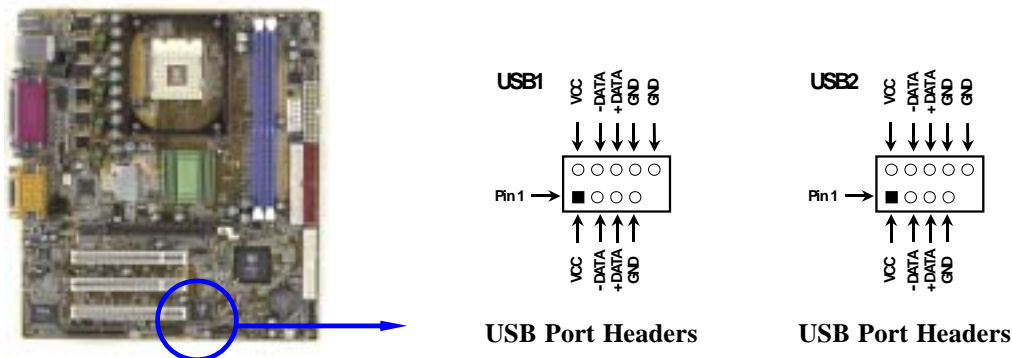 USB1
VCC
-DATA
+DATA
GND
GND
Pin 1
VCC
-DATA
+DATA
GND
USB Port Headers
USB2
VCC
-DATA
+DATA
GND
GND
Pin 1
VCC
-DATA
+DATA
GND
USB Port Headers